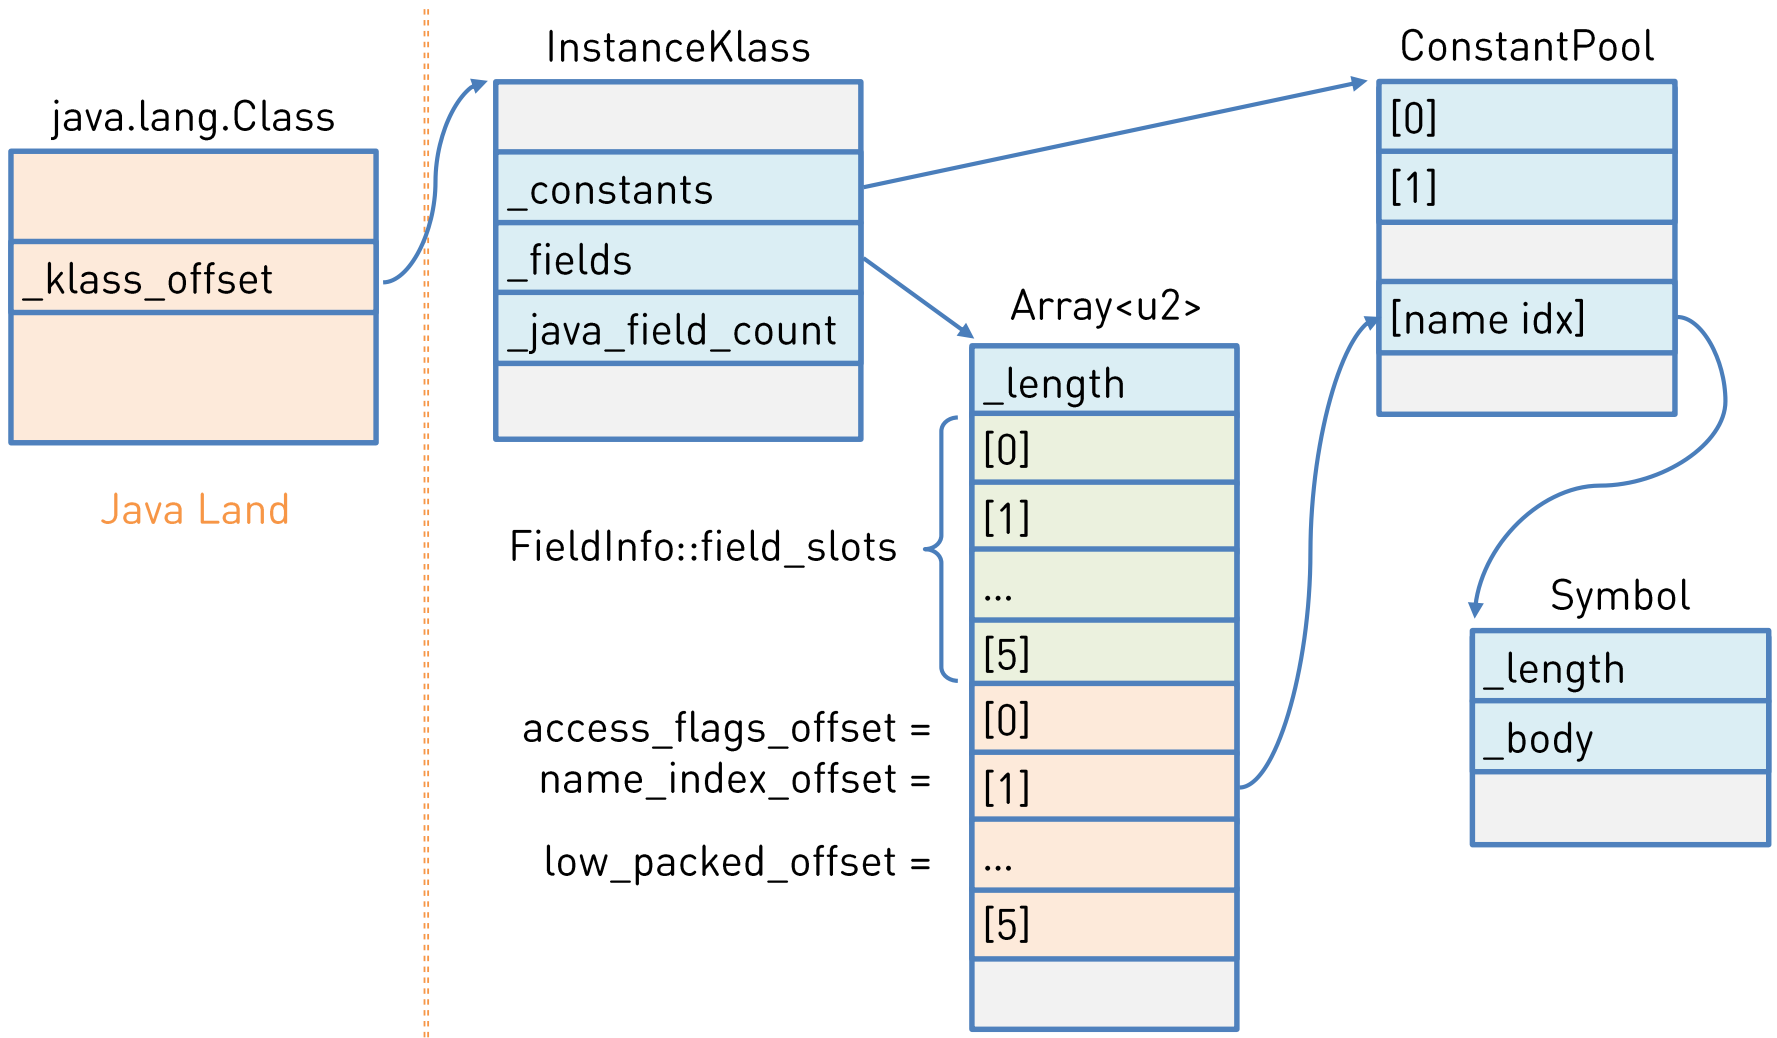 java.lang.Class
_klass_offset
Java Land
InstanceKlass
_constants
_fields
_java_field_count
FieldInfo::field_slots
access_flags_offset =
name_index_offset =
low_packed_offset =
Array<u2>
_length
[0]
[1]
...
[5]
[0]
[1]
...
[5]
ConstantPool
[0]
[1]
[name idx]
Symbol
_length
_body